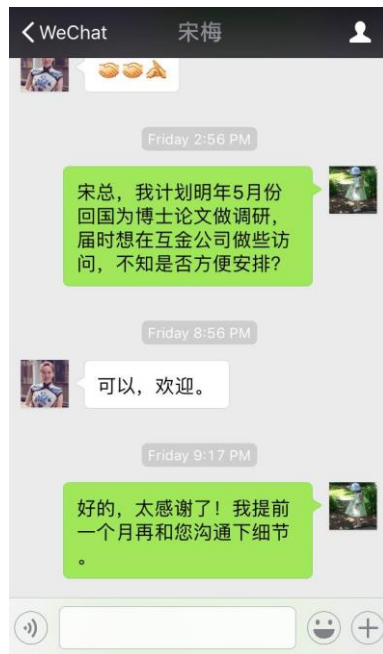 WeChat
宋梅
Friday 2:56 PM
宋总，我计划明年5月份
回国为博士论文做调研，
届时想在互金公司做些访
问，不知是否方便安排？
Friday 8:56 PM
可以，欢迎。
Friday 9:17 PM
好的，太感谢了！我提前
一个月再和您沟通下细节
。